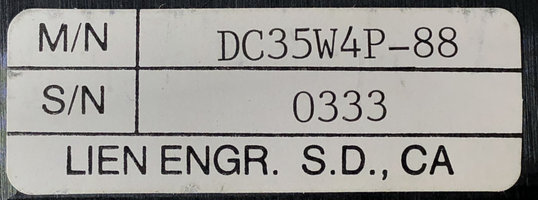 M/N DC35W4P-88
S/N 0333
LIEN ENGR. S.D., CA